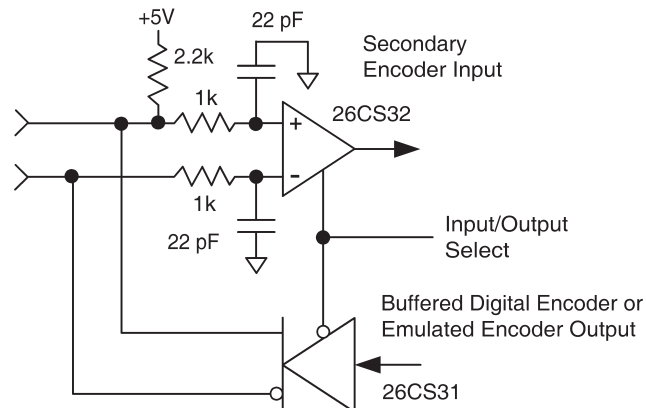 +5V
22 pF
2.2k
Secondary
Encoder Input
1k
26CS32
+
-
1k
22 pF
Input/Output
Select
Buffered Digital Encoder or
Emulated Encoder Output
26CS31